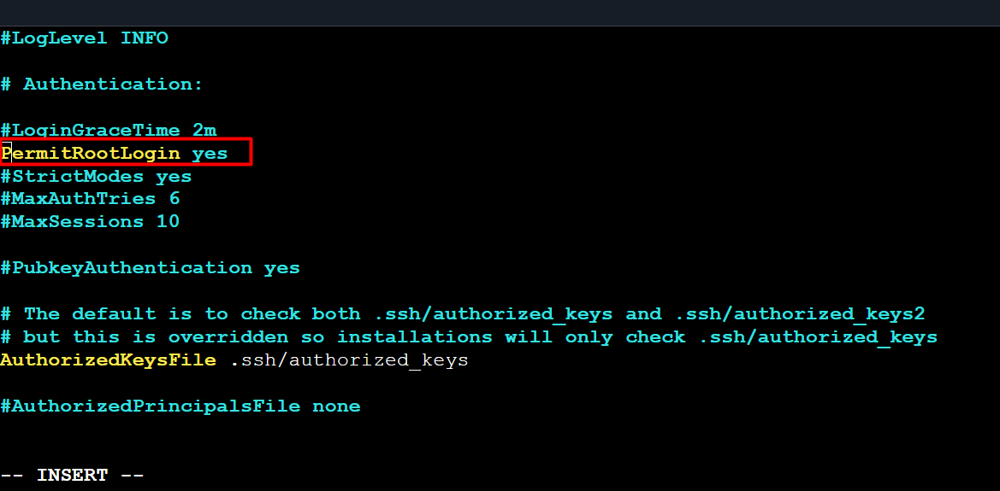 #LogLevel INFO
# Authentication:
#LoginGraceTime 2m
PermitRootLogin yes
#StrictModes yes
#MaxAuthTries 6
#MaxSessions 10
#PubkeyAuthentication yes
# The default is to check both .ssh/authorized_keys and .ssh/authorized_keys2
# but this is overridden so installations will only check .ssh/authorized_keys
AuthorizedKeysFile .ssh/authorized_keys
#AuthorizedPrincipalsFile none
-- INSERT --